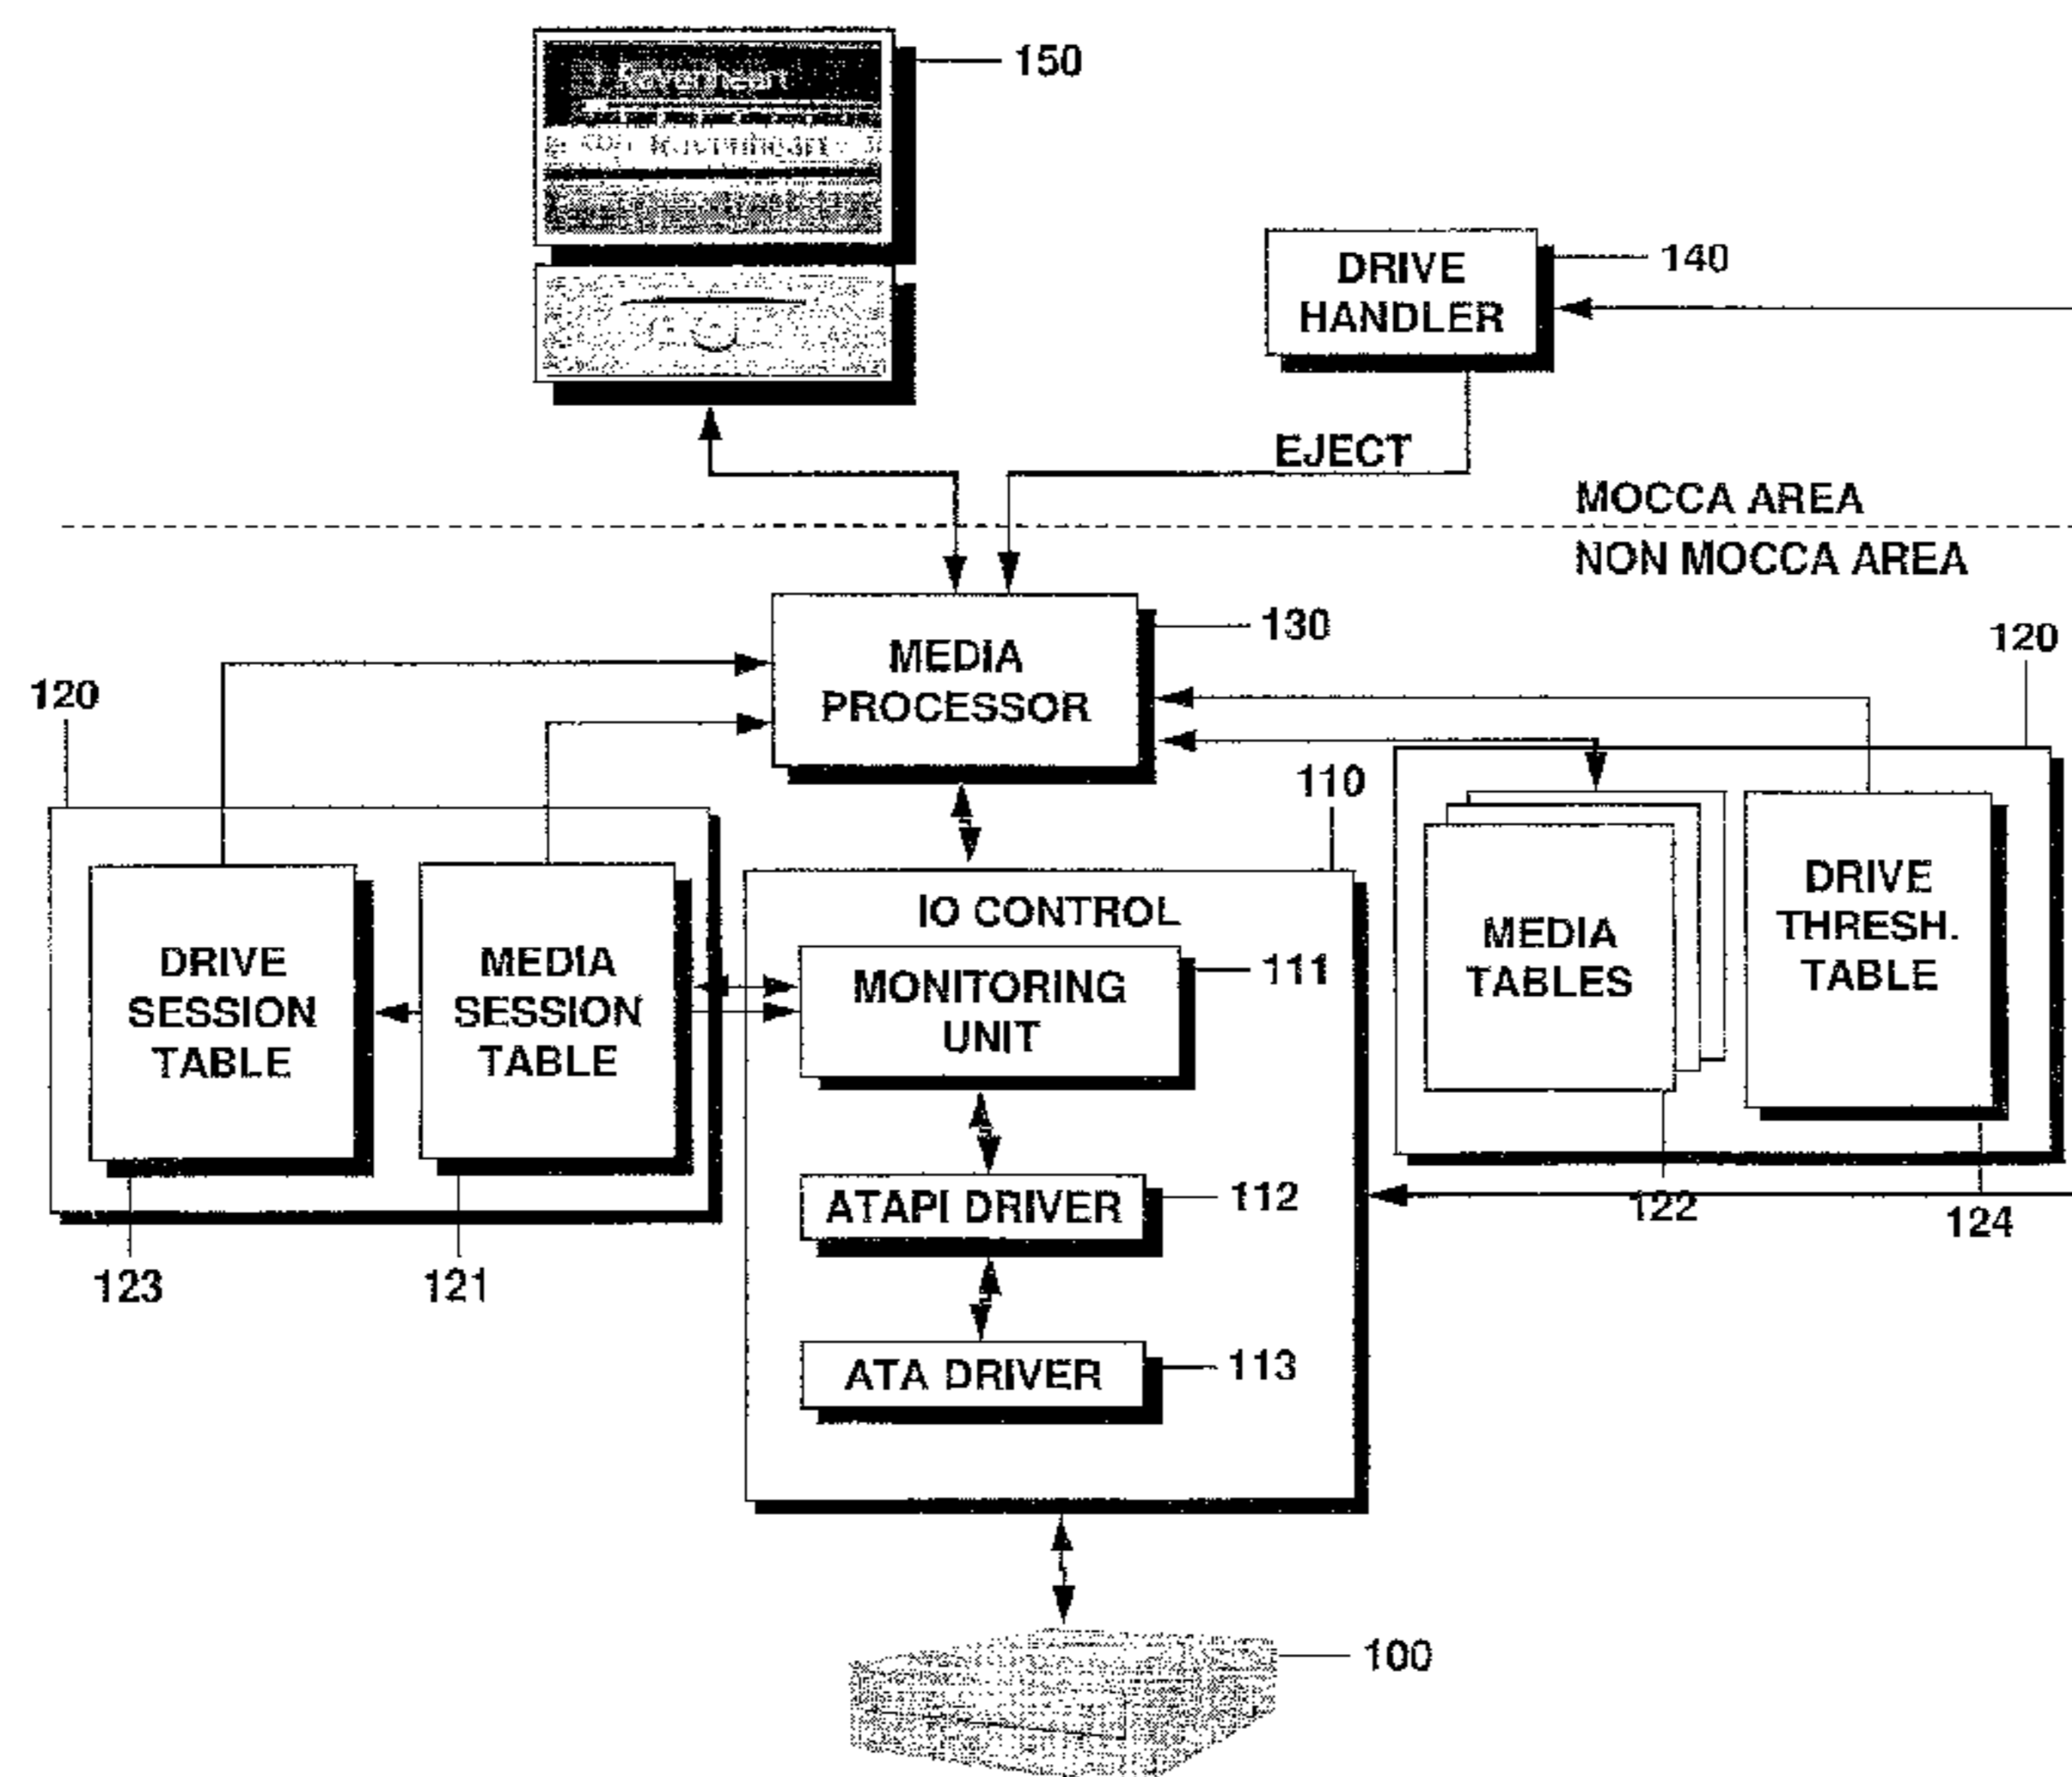 150
DRIVE
HANDLER
140
EJECT
MOCCA AREA
NON MOCCA AREA
MEDIA
PROCESSOR
130
120
120
110
IO CONTROL
DRIVE
SESSION
TABLE
MEDIA
SESSION
TABLE
MONITORING
UNIT
111
MEDIA
TABLES
DRIVE
THRESH.
TABLE
ATAPI DRIVER
112
122
124
123
121
ATA DRIVER
113
100